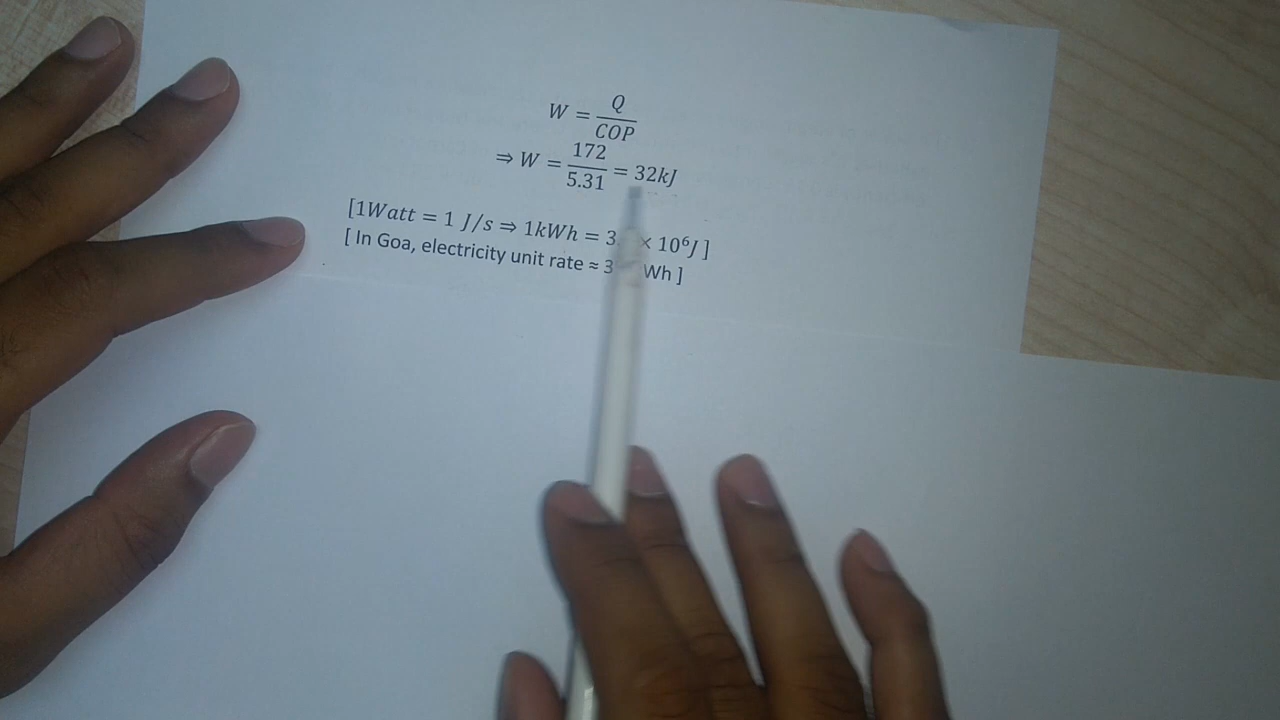 W = Q/COP
⇒ W = 172/5.31 = 32kJ
[1Watt = 1 J/s ⇒ 1kWh = 3 × 10⁶J ]
[ In Goa, electricity unit rate ≈ 3 Wh ]